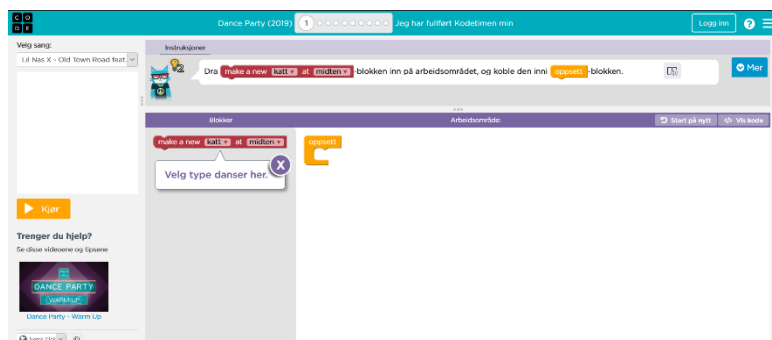 C O
D E
Dance Party (2019)
1
Jeg har fullført Kodetimen min
Logg inn
?
Velg sang:
Lil Nas X - Old Town Road feat.
Instruksjoner
2
Dra make a new katt at midten -blokken inn på arbeidsområdet, og koble den inni oppsett -blokken.
Mer
Blokker
Arbeidsområde:
Start på nytt
Vis kode
make a new katt at midten
oppsett
Velg type danser her.
X
Kjør
Trenger du hjelp?
Se disse videoene og tipsene
DANCE PARTY
WARM UP
Dance Party - Warm Up